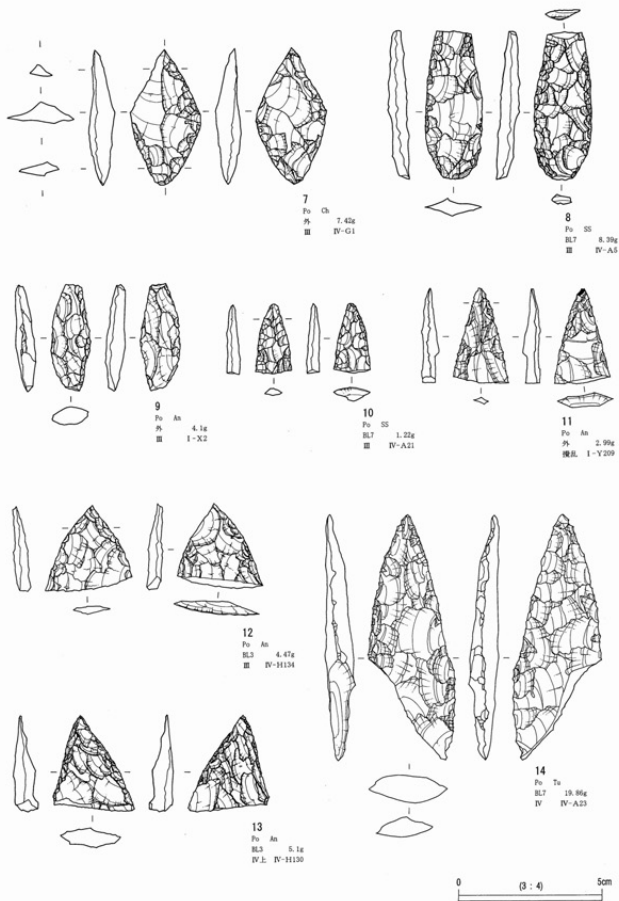 7
Po Ch
外 7.42g
Ⅲ Ⅳ-G1
8
Po SS
BL7 8.39g
Ⅲ Ⅳ-A5
9
Po An
外 4.1g
Ⅲ Ⅰ-X2
10
Po SS
BL7 1.22g
Ⅲ Ⅳ-A21
11
Po An
外 2.99g
攪乱 Ⅰ-Y209
12
Po An
BL3 4.47g
Ⅲ Ⅳ-H134
13
Po An
BL3 5.1g
Ⅳ上 Ⅳ-H130
14
Po Tu
BL7 19.86g
Ⅳ Ⅳ-A23
0 (3 : 4) 5cm